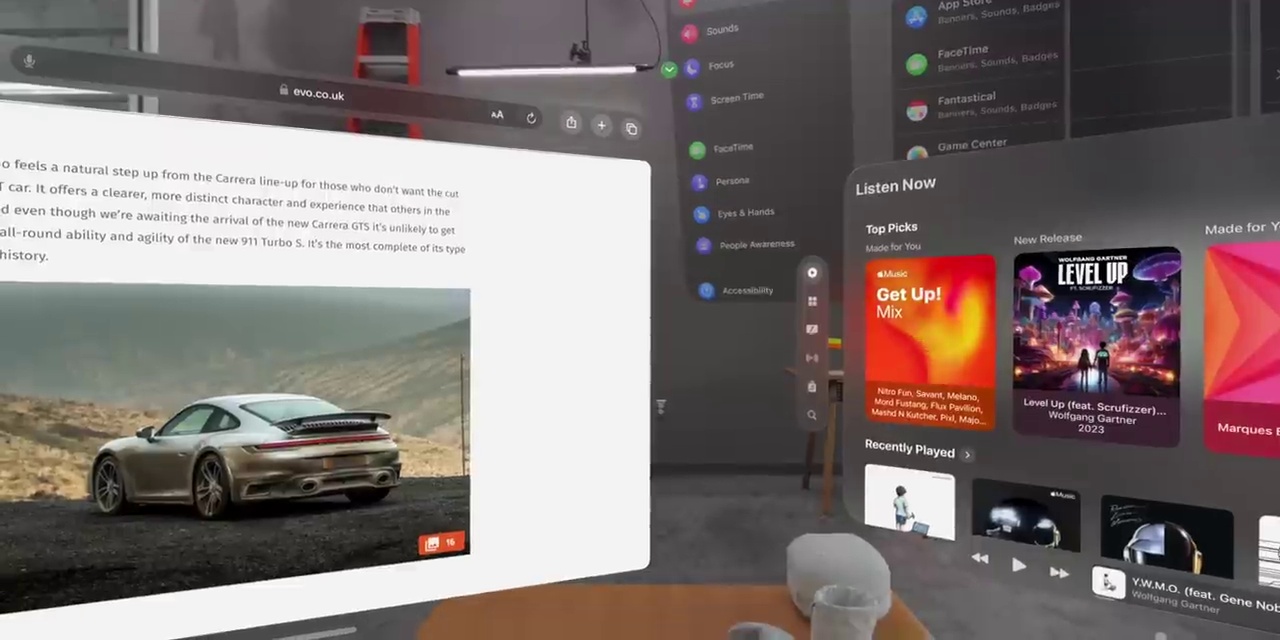 evo.co.uk
AA
o feels a natural step up from the Carrera line-up for those who don't want the cut
T car. It offers a clearer, more distinct character and experience that others in the
d even though we're awaiting the arrival of the new Carrera GTS it's unlikely to get
all-round ability and agility of the new 911 Turbo S. It's the most complete of its type
history.
16
Sounds
Focus
Screen Time
FaceTime
Persona
Eyes & Hands
People Awareness
Accessibility
App Store
Banners, Sounds, Badges
FaceTime
Banners, Sounds, Badges
Fantastical
Banners, Sounds, Badges
Game Center
Listen Now
Top Picks
Made for You
Music
Get Up!
Mix
Nitro Fun, Savant, Melano,
Mord Fustang, Flux Pavilion,
Mashd N Kutcher, Pixl, Majo...
New Release
WOLFGANG GARTNER
LEVEL UP
FT. SCRUFIZZER
Level Up (feat. Scrufizzer)...
Wolfgang Gartner
2023
Made for Y
Marques B
Recently Played
Music
Y.W.M.O. (feat. Gene Nob
Wolfgang Gartner